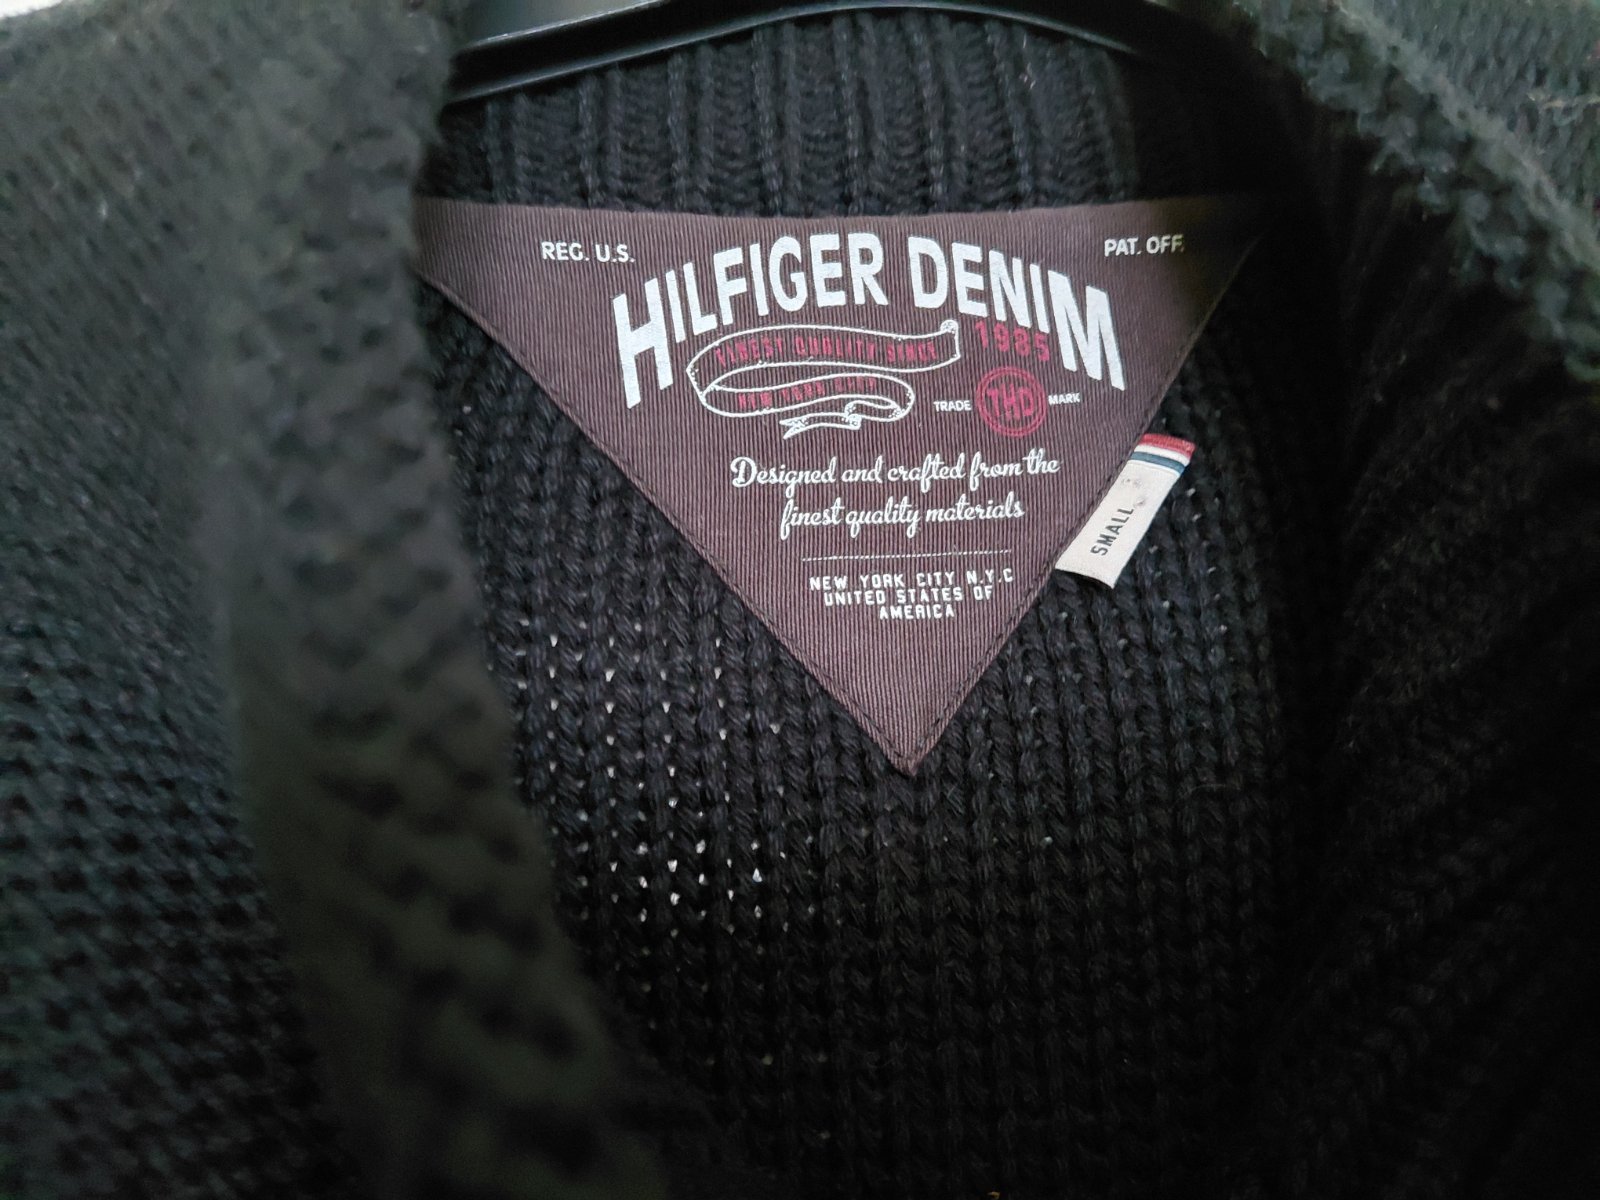 REG. U.S.
PAT. OFF.
HILFIGER DENIM
FINEST QUALITY SINCE
1985
NEW YORK CITY
TRADE
THD
MARK
Designed and crafted from the
finest quality materials
SMALL
NEW YORK CITY N.Y.C
UNITED STATES OF
AMERICA